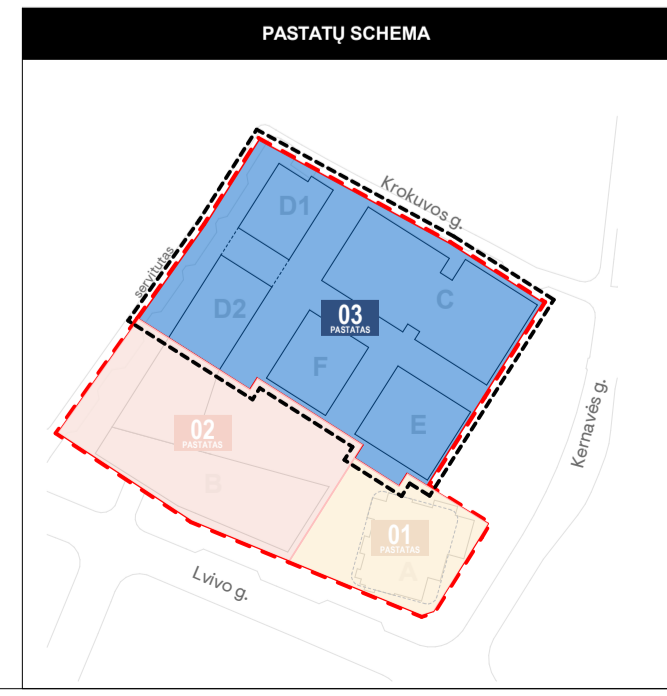 PASTATŲ SCHEMA
Krokuvos g.
D1
servitutas
C
D2
03
PASTATAS
F
Kernavės g.
E
02
PASTATAS
B
01
PASTATAS
A
Lvivo g.